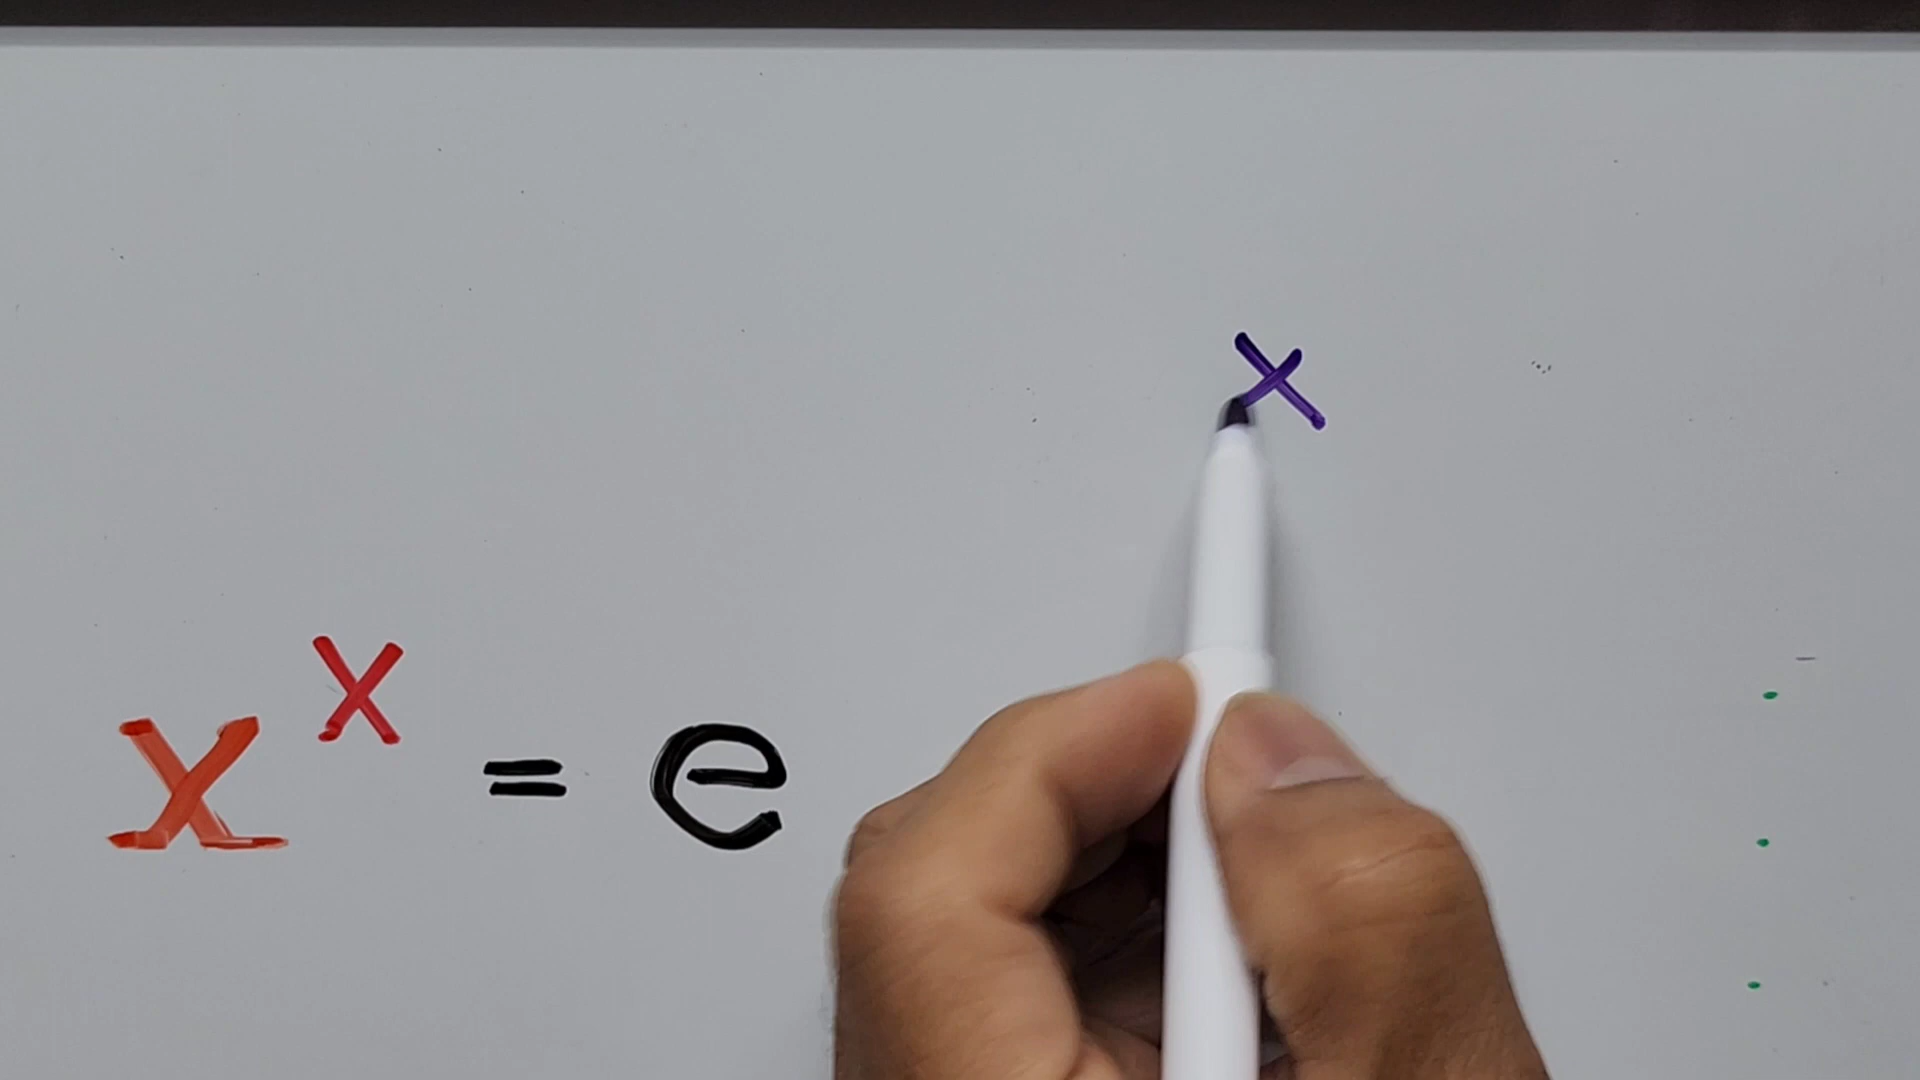 x
x^x = e